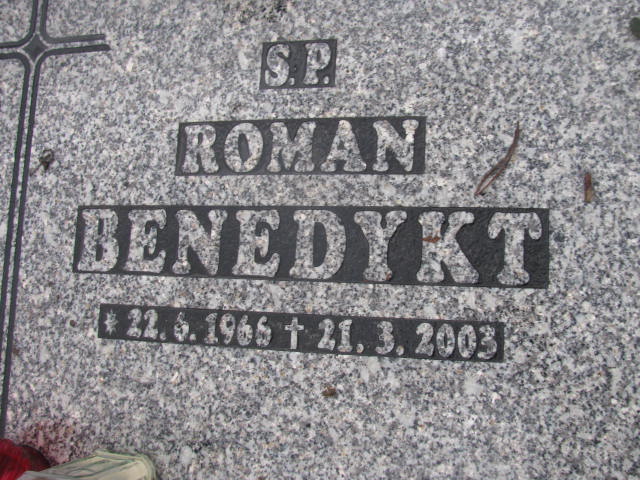 S.P.
ROMAN
BENEDYKT
* 22. 6. 1966 † 21. 3. 2003